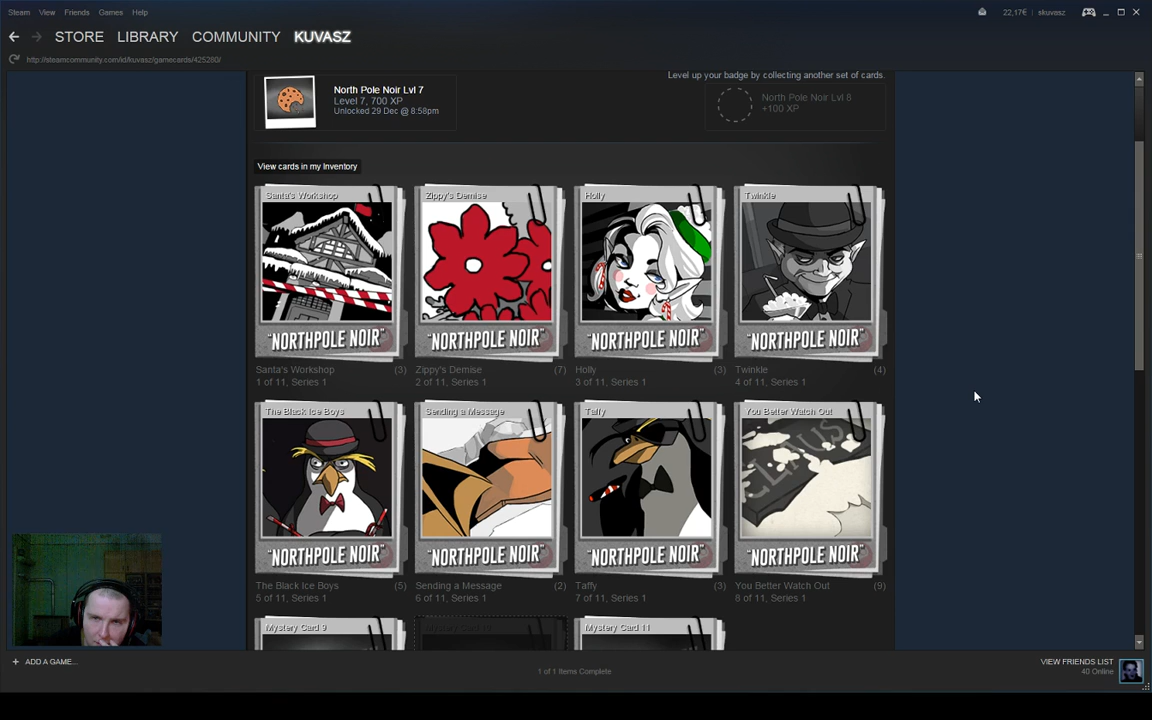 Steam View Friends Games Help
22,17€ skuvasz
STORE LIBRARY COMMUNITY KUVASZ
http://steamcommunity.com/id/kuvasz/gamecards/425280/
Level up your badge by collecting another set of cards.
North Pole Noir Lvl 7
Level 7, 700 XP
Unlocked 29 Dec @ 8:58pm
North Pole Noir Lvl 8
+100 XP
View cards in my Inventory
Santa's Workshop Zippy's Demise Holly Twinkle
"NORTHPOLE NOIR" "NORTHPOLE NOIR" "NORTHPOLE NOIR" "NORTHPOLE NOIR"
Santa's Workshop (3) Zippy's Demise (7) Holly (3) Twinkle (4)
1 of 11, Series 1 2 of 11, Series 1 3 of 11, Series 1 4 of 11, Series 1
The Black Ice Boys Sending a Message Taffy You Better Watch Out
CLAUS
"NORTHPOLE NOIR" "NORTHPOLE NOIR" "NORTHPOLE NOIR" "NORTHPOLE NOIR"
The Black Ice Boys (5) Sending a Message (2) Taffy (3) You Better Watch Out (9)
5 of 11, Series 1 6 of 11, Series 1 7 of 11, Series 1 8 of 11, Series 1
Mystery Card 9 Mystery Card 10 Mystery Card 11
+ ADD A GAME...
1 of 1 Items Complete
VIEW FRIENDS LIST
40 Online